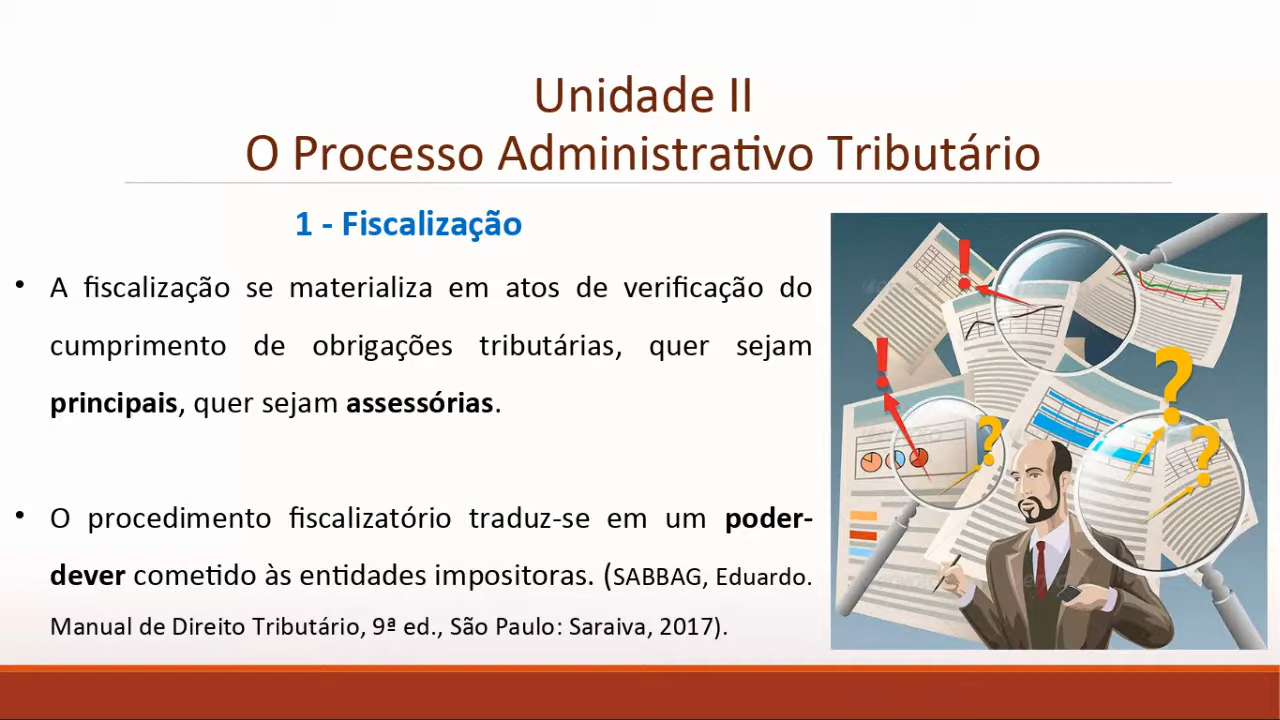 Unidade II
O Processo Administrativo Tributário
1 - Fiscalização
• A fiscalização se materializa em atos de verificação do
cumprimento de obrigações tributárias, quer sejam
principais, quer sejam assessórias.
• O procedimento fiscalizatório traduz-se em um poder-
dever cometido às entidades impositoras. (SABBAG, Eduardo.
Manual de Direito Tributário, 9ª ed., São Paulo: Saraiva, 2017).
!
!
?
?
?